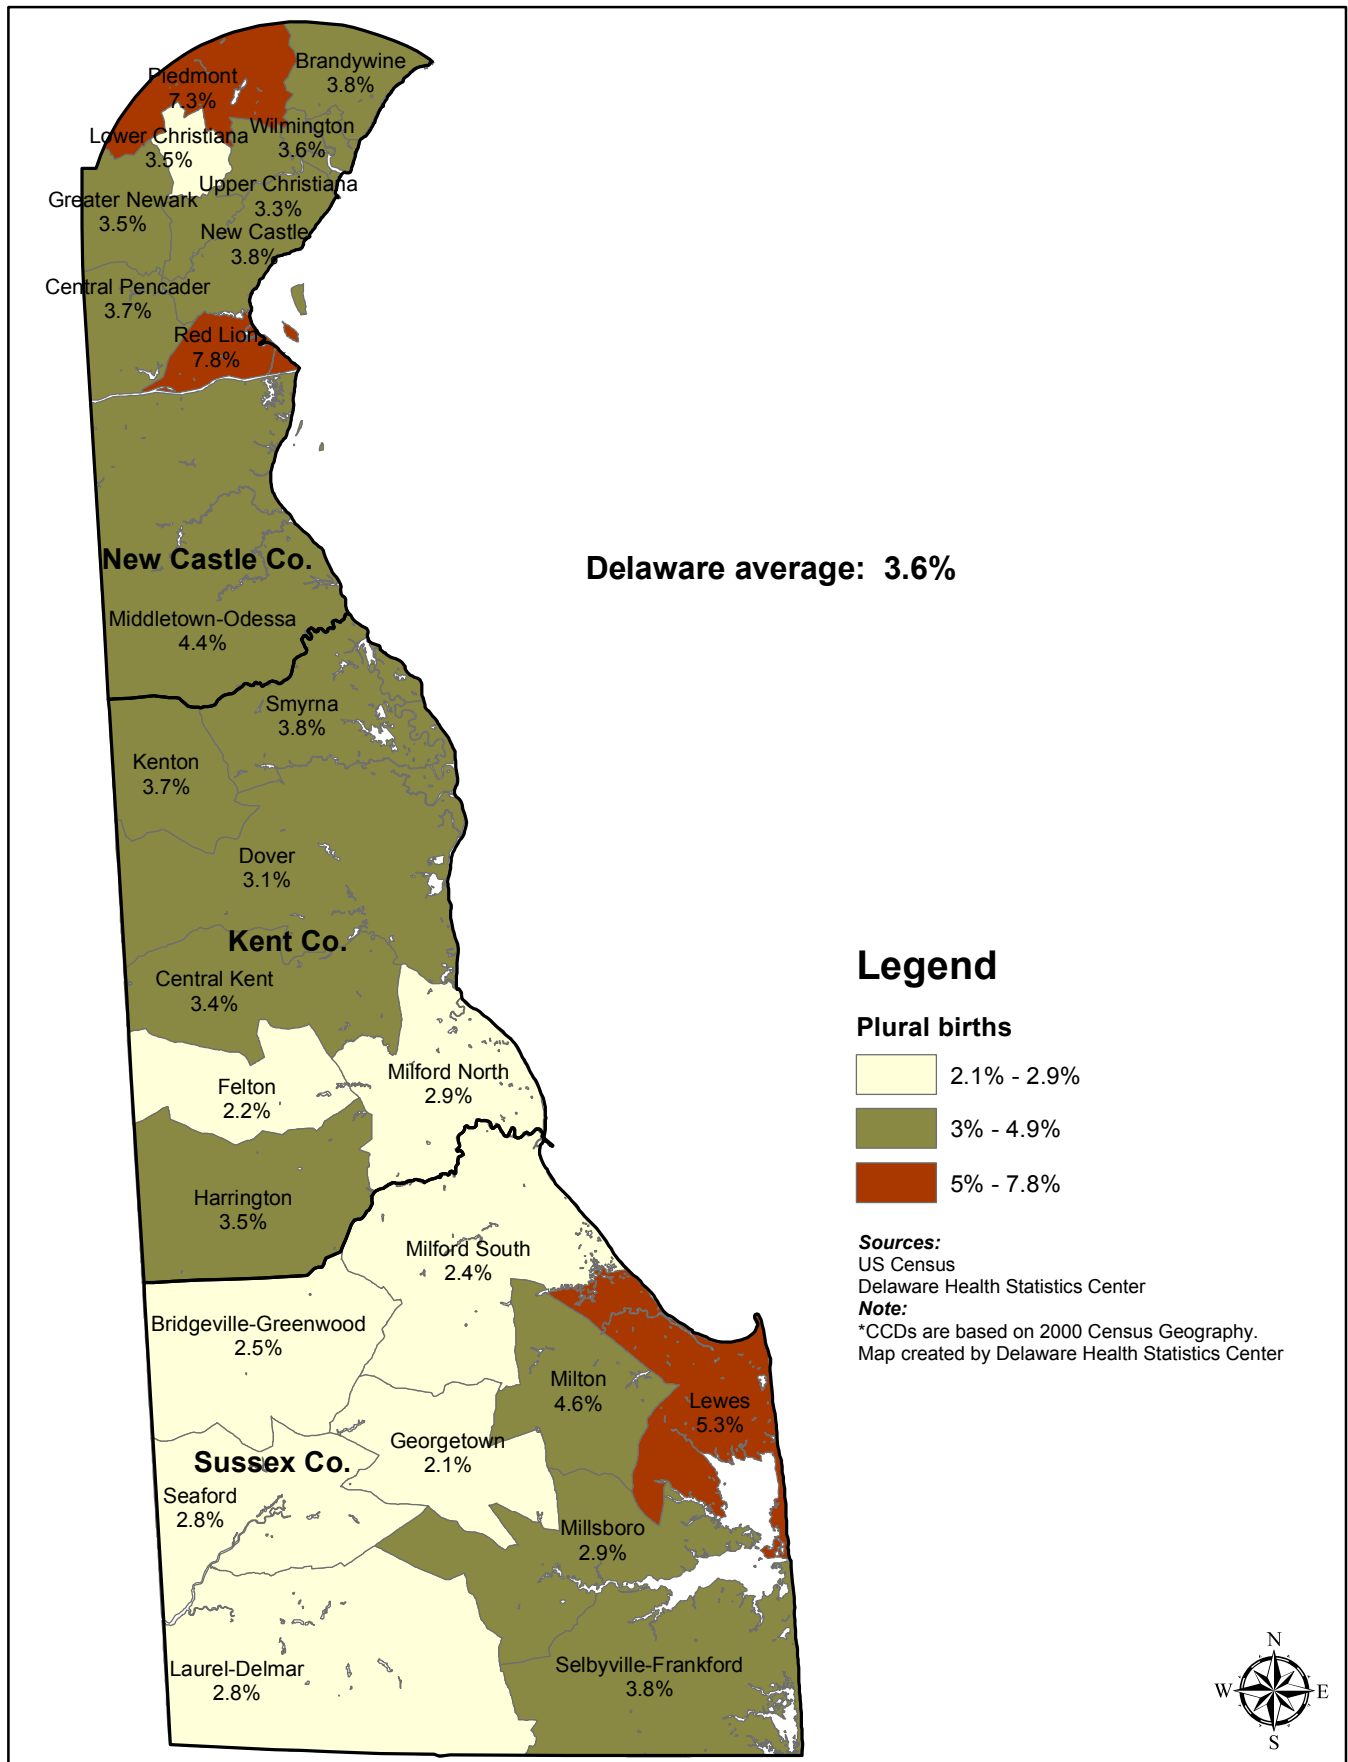 Piedmont
7.3%
Brandywine
3.8%
Lower Christiana
3.5%
Wilmington
3.6%
Upper Christiana
3.3%
Greater Newark
3.5%
New Castle
3.8%
Central Pencader
3.7%
Red Lion
7.8%
New Castle Co.
Delaware average: 3.6%
Middletown-Odessa
4.4%
Smyrna
3.8%
Kenton
3.7%
Dover
3.1%
Kent Co.
Central Kent
3.4%
Felton
2.2%
Milford North
2.9%
Harrington
3.5%
Milford South
2.4%
Bridgeville-Greenwood
2.5%
Milton
4.6%
Lewes
5.3%
Georgetown
2.1%
Sussex Co.
Seaford
2.8%
Millsboro
2.9%
Laurel-Delmar
2.8%
Selbyville-Frankford
3.8%
Legend
Plural births
2.1% - 2.9%
3% - 4.9%
5% - 7.8%
Sources:
US Census
Delaware Health Statistics Center
Note:
*CCDs are based on 2000 Census Geography.
Map created by Delaware Health Statistics Center
N
W E
S